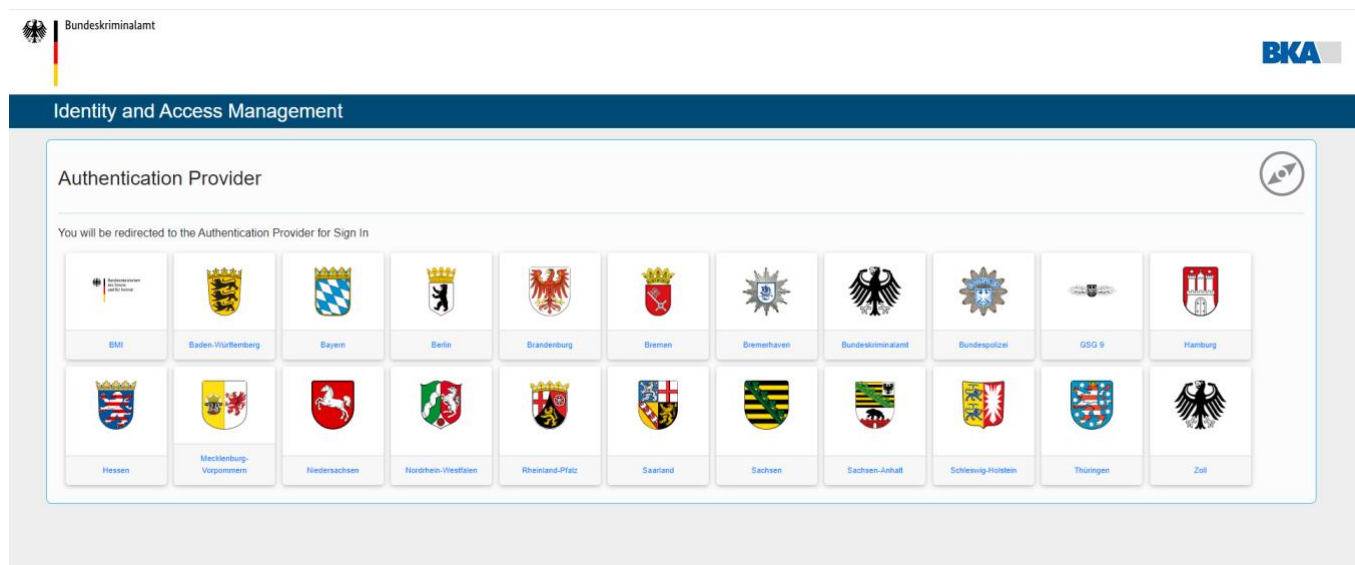 Bundeskriminalamt
BKA
Identity and Access Management
Authentication Provider
You will be redirected to the Authentication Provider for Sign In
BMI
Baden-Württemberg
Bayern
Berlin
Brandenburg
Bremen
Bremerhaven
Bundeskriminalamt
Bundespolizei
GSG 9
Hamburg
Hessen
Mecklenburg-
Vorpommern
Niedersachsen
Nordrhein-Westfalen
Rheinland-Pfalz
Saarland
Sachsen
Sachsen-Anhalt
Schleswig-Holstein
Thüringen
Zoll